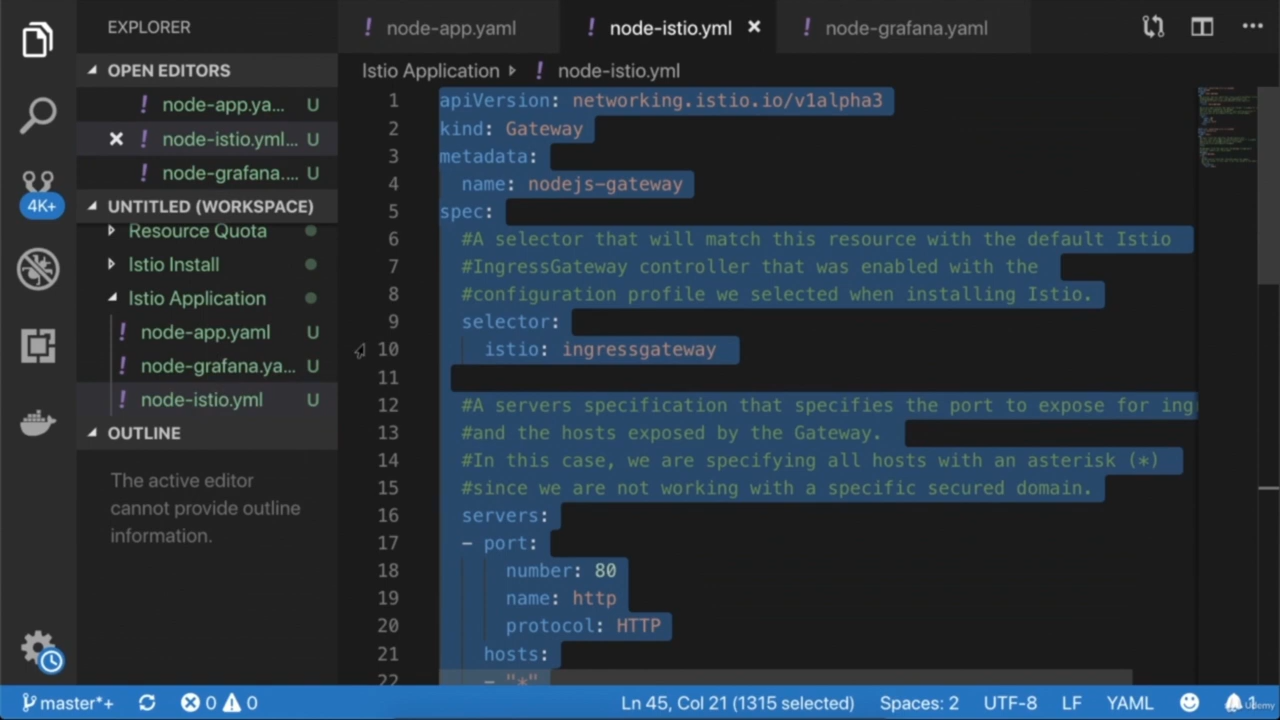 EXPLORER
OPEN EDITORS
node-app.ya... U
node-istio.yml... U
node-grafana.... U
4K+
UNTITLED (WORKSPACE)
Resource Quota
Istio Install
Istio Application
node-app.yaml U
node-grafana.ya... U
node-istio.yml U
OUTLINE
The active editor
cannot provide outline
information.
node-app.yaml
node-istio.yml
node-grafana.yaml
Istio Application
node-istio.yml
1 apiVersion: networking.istio.io/v1alpha3
2 kind: Gateway
3 metadata:
4 name: nodejs-gateway
5 spec:
6 #A selector that will match this resource with the default Istio
7 #IngressGateway controller that was enabled with the
8 #configuration profile we selected when installing Istio.
9 selector:
10 istio: ingressgateway
11
12 #A servers specification that specifies the port to expose for ing
13 #and the hosts exposed by the Gateway.
14 #In this case, we are specifying all hosts with an asterisk (*)
15 #since we are not working with a specific secured domain.
16 servers:
17 - port:
18 number: 80
19 name: http
20 protocol: HTTP
21 hosts:
22 - "*"
master*+ 0 0 Ln 45, Col 21 (1315 selected) Spaces: 2 UTF-8 LF YAML 1
Udemy